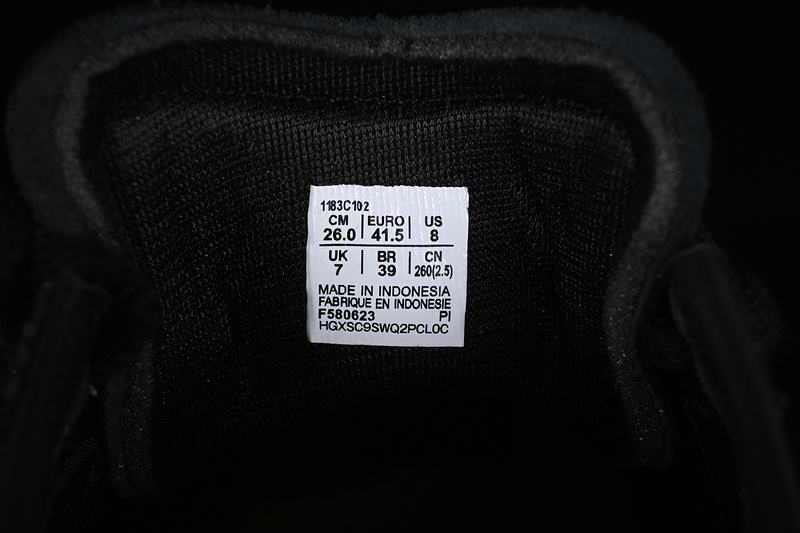 1183C102
CM | EURO | US
26.0 | 41.5 | 8
UK | BR | CN
7 | 39 | 260(2.5)
MADE IN INDONESIA
FABRIQUE EN INDONESIE
F580623 PI
HGXSC9SWQ2PCL0C